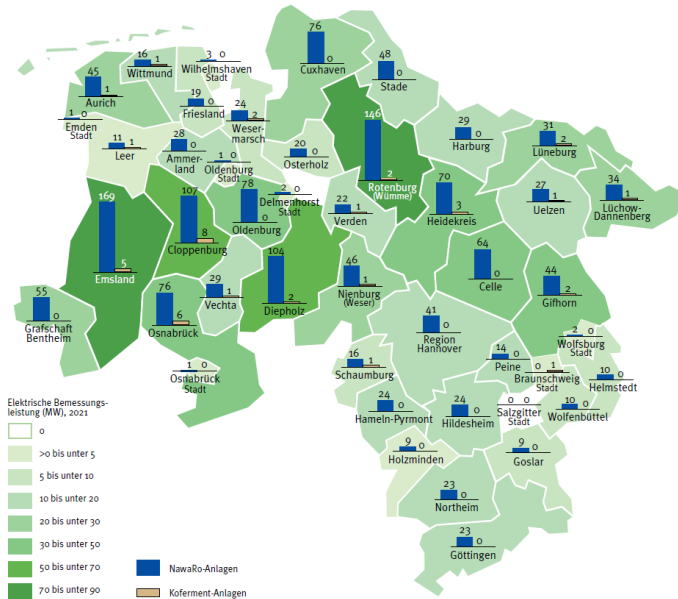 76
0
Cuxhaven
16
1
Wittmund
3 0
Wilhelmshaven
Stadt
48
0
Stade
45
1
Aurich
19
0
Friesland
24
2
Weser-
marsch
146
2
Rotenburg
(Wümme)
1 0
Emden
Stadt
11
1
Leer
28
0
Ammer-
land
1 0
Oldenburg
Stadt
20
0
Osterholz
29
0
Harburg
31
2
Lüneburg
169
5
Emsland
107
8
Cloppenburg
78
0
Oldenburg
2 0
Delmenhorst
Stadt
22
1
Verden
70
3
Heidekreis
27
1
Uelzen
34
1
Lüchow-
Dannenberg
104
2
Diepholz
64
0
Celle
55
0
Grafschaft
Bentheim
76
6
Osnabrück
29
1
Vechta
46
1
Nienburg
(Weser)
44
2
Gifhorn
41
0
Region
Hannover
2 0
Wolfsburg
Stadt
1 0
Osnabrück
Stadt
16
1
Schaumburg
14
0
Peine
0 1
Braunschweig
Stadt
10
0
Helmstedt
24
0
Hameln-Pyrmont
24
0
Hildesheim
0 0
Salzgitter
Stadt
10
0
Wolfenbüttel
9
0
Holzminden
9
0
Goslar
23
0
Northeim
23
0
Göttingen
Elektrische Bemessungs-
leistung (MW), 2021
0
>0 bis unter 5
5 bis unter 10
10 bis unter 20
20 bis unter 30
30 bis unter 50
50 bis unter 70
70 bis unter 90
NawaRo-Anlagen
Koferment-Anlagen